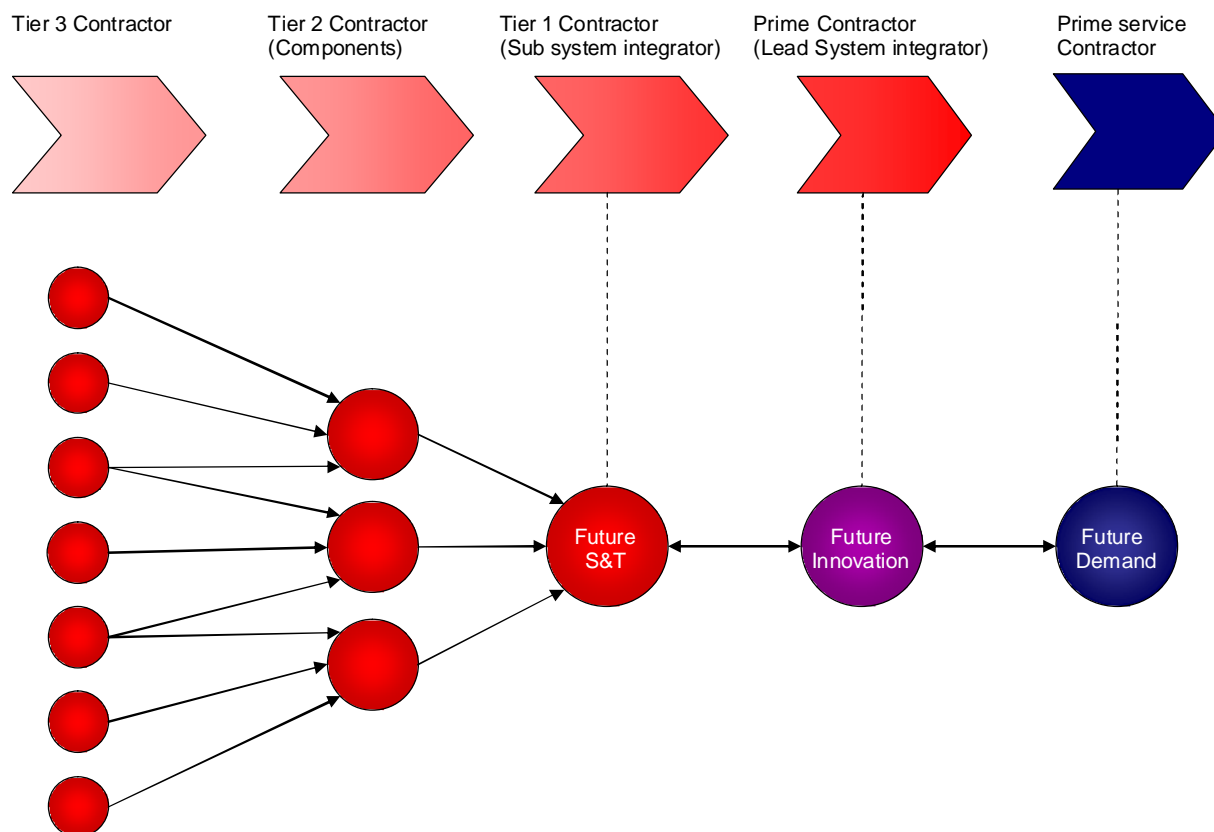 Tier 3 Contractor
Tier 2 Contractor
(Components)
Tier 1 Contractor
(Sub system integrator)
Prime Contractor
(Lead System integrator)
Prime service
Contractor
Future
S&T
Future
Innovation
Future
Demand